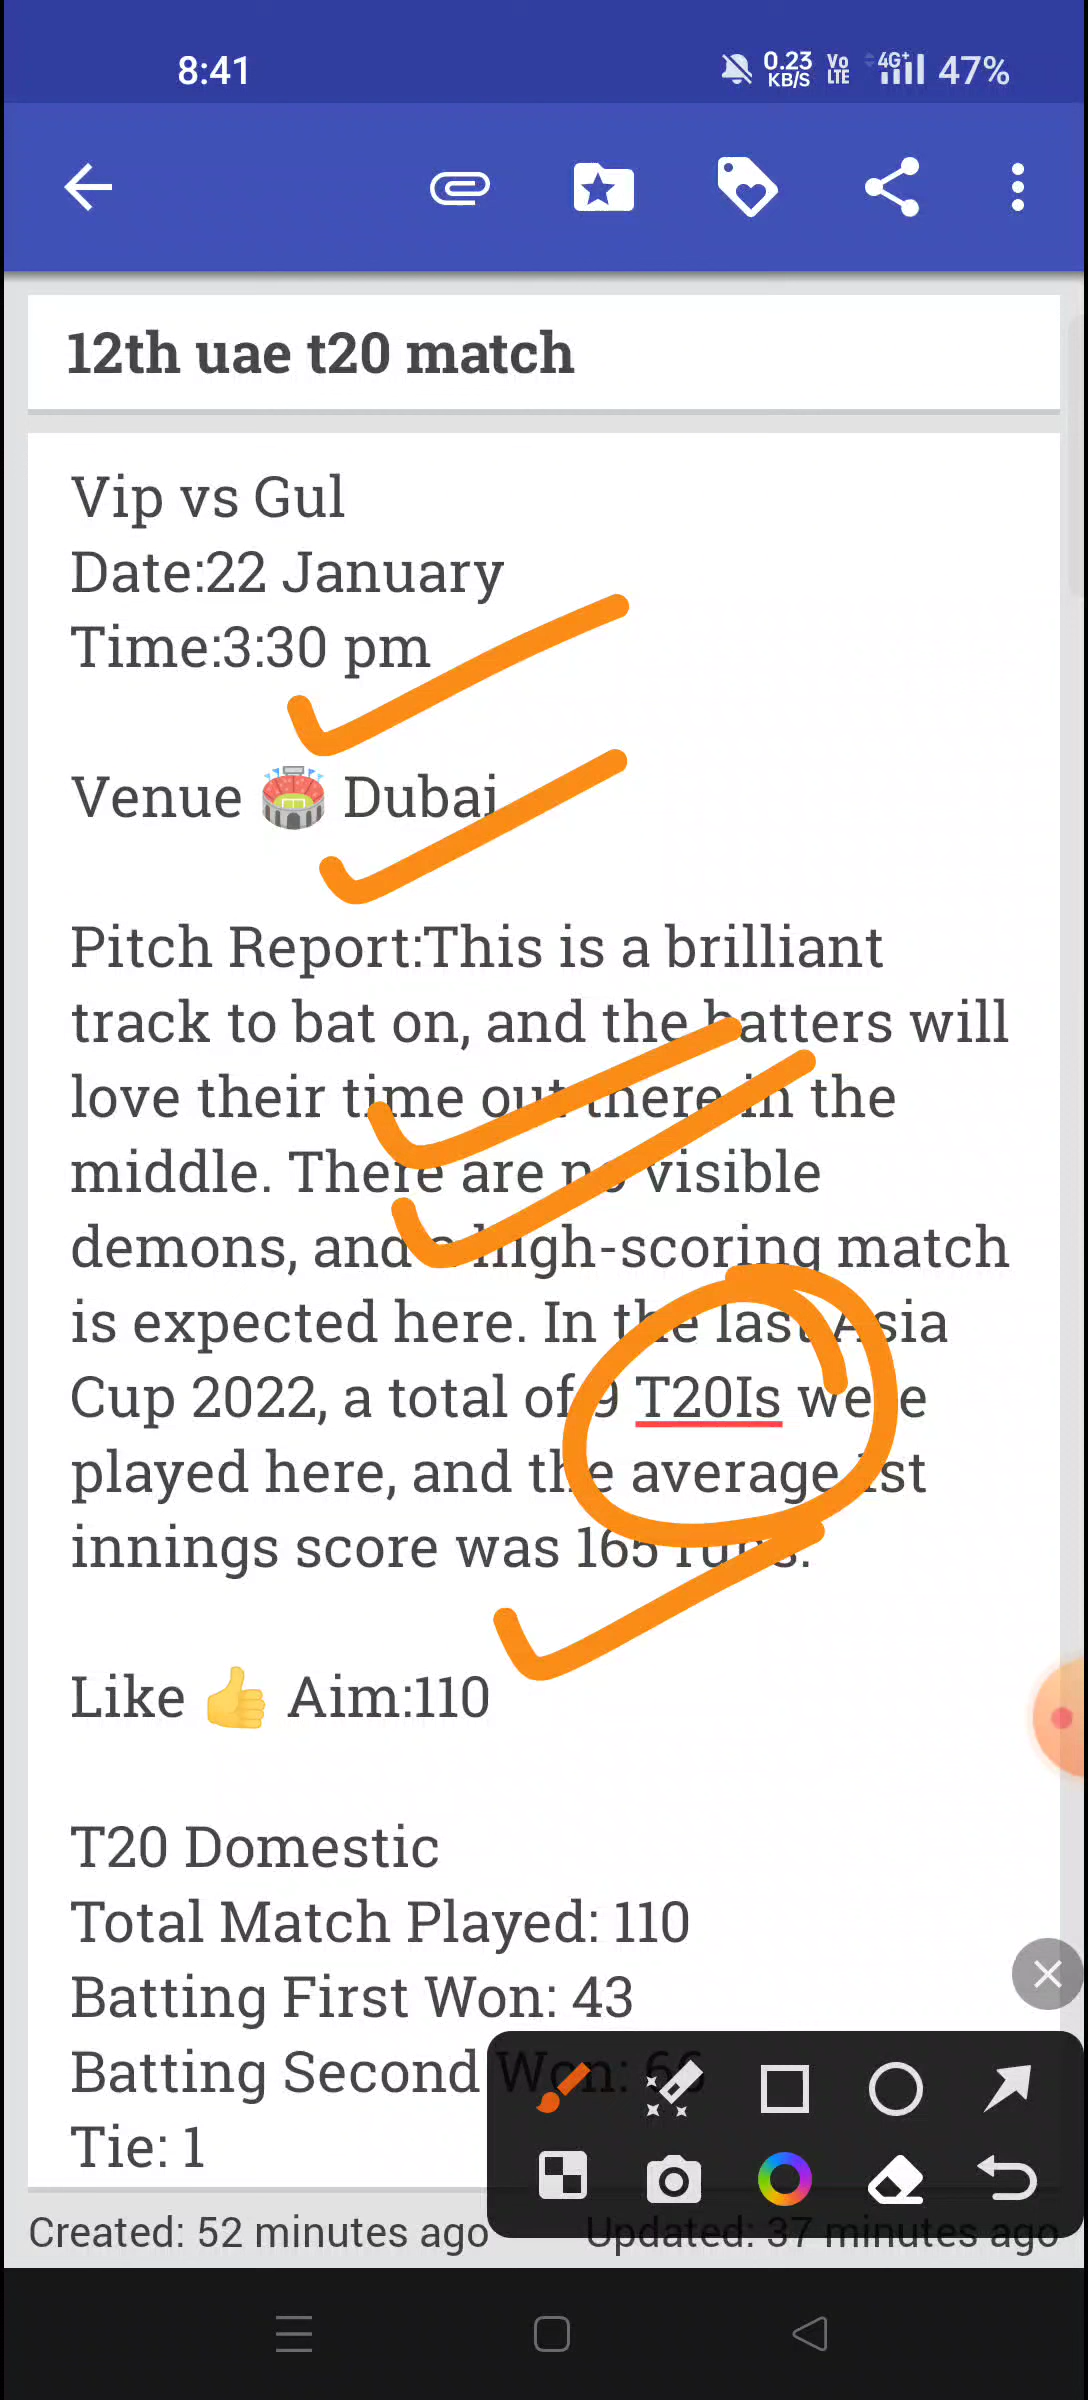 8:41
0.23 KB/S Vo LTE 4G+ 47%
12th uae t20 match
Vip vs Gul
Date:22 January
Time:3:30 pm
Venue 🏟️ Dubai
Pitch Report:This is a brilliant
track to bat on, and the batters will
love their time out there in the
middle. There are no visible
demons, and a high-scoring match
is expected here. In the last Asia
Cup 2022, a total of 9 T20Is were
played here, and the average 1st
innings score was 165 runs.
Like 👍 Aim:110
T20 Domestic
Total Match Played: 110
Batting First Won: 43
Batting Second Won: 66
Tie: 1
Created: 52 minutes ago
Updated: 37 minutes ago